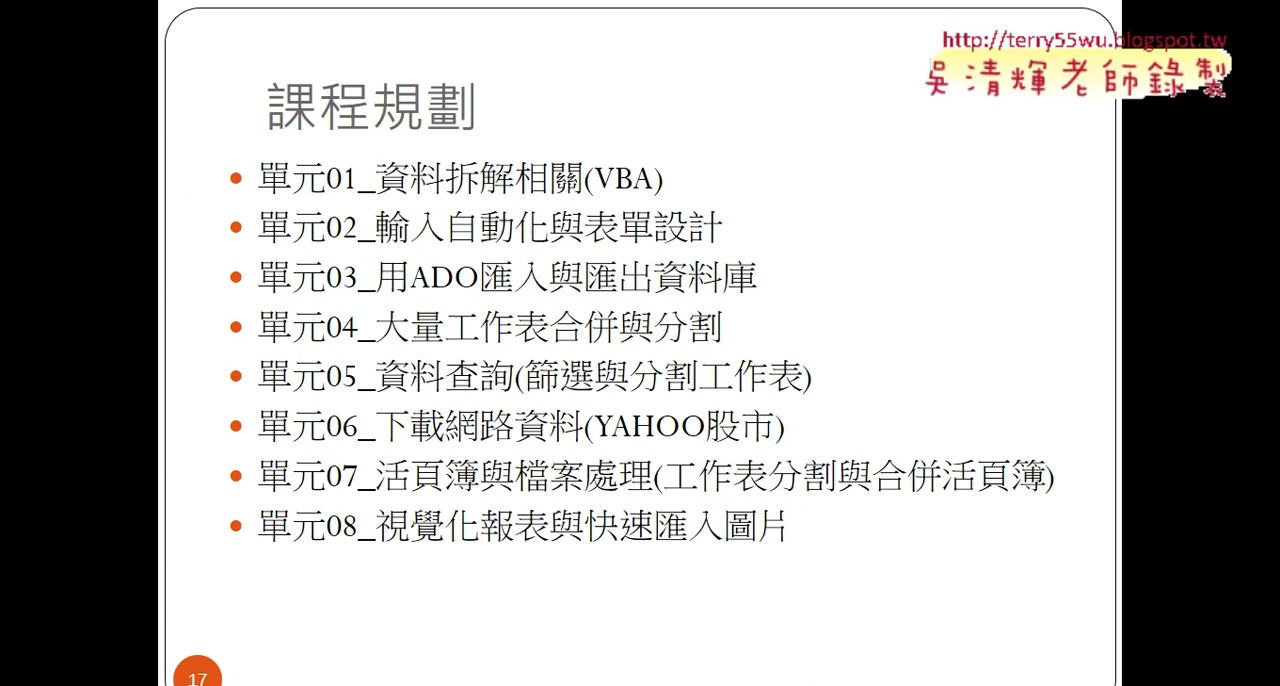 http://terry55wu.blogspot.tw
吳清輝老師錄製
課程規劃
• 單元01_資料拆解相關(VBA)
• 單元02_輸入自動化與表單設計
• 單元03_用ADO匯入與匯出資料庫
• 單元04_大量工作表合併與分割
• 單元05_資料查詢(篩選與分割工作表)
• 單元06_下載網路資料(YAHOO股市)
• 單元07_活頁簿與檔案處理(工作表分割與合併活頁簿)
• 單元08_視覺化報表與快速匯入圖片
17